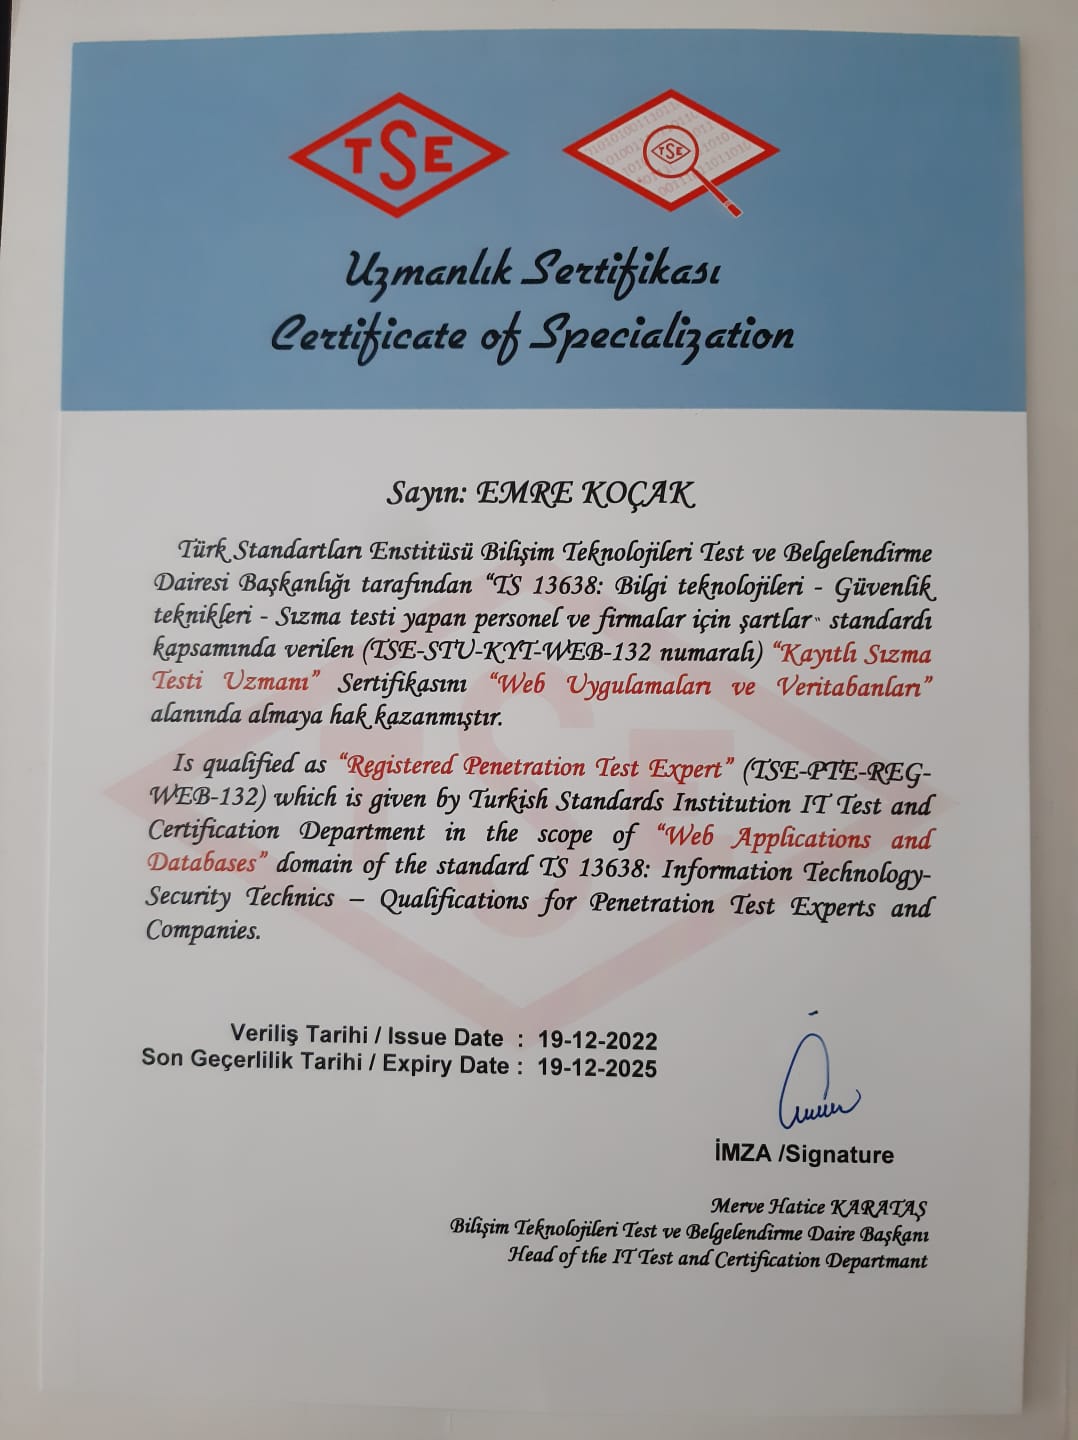 TSE
TSE
Uzmanlık Sertifikası
Certificate of Specialization
Sayın: EMRE KOÇAK
Türk Standartları Enstitüsü Bilişim Teknolojileri Test ve Belgelendirme
Dairesi Başkanlığı tarafından "TS 13638: Bilgi teknolojileri - Güvenlik
teknikleri - Sızma testi yapan personel ve firmalar için şartlar" standardı
kapsamında verilen (TSE-STU-KYT-WEB-132 numaralı) "Kayıtlı Sızma
Testi Uzmanı" Sertifikasını "Web Uygulamaları ve Veritabanları"
alanında almaya hak kazanmıştır.
Is qualified as "Registered Penetration Test Expert" (TSE-PTE-REG-
WEB-132) which is given by Turkish Standards Institution IT Test and
Certification Department in the scope of "Web Applications and
Databases" domain of the standard TS 13638: Information Technology-
Security Technics – Qualifications for Penetration Test Experts and
Companies.
Veriliş Tarihi / Issue Date : 19-12-2022
Son Geçerlilik Tarihi / Expiry Date : 19-12-2025
İMZA /Signature
Merve Hatice KARATAŞ
Bilişim Teknolojileri Test ve Belgelendirme Daire Başkanı
Head of the IT Test and Certification Departmant